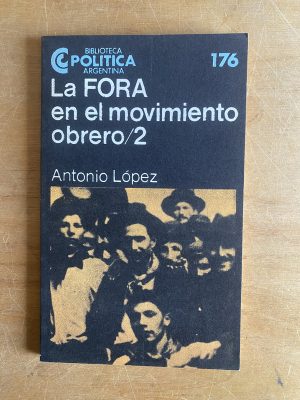 BIBLIOTECA
POLITICA
ARGENTINA
176
La FORA
en el movimiento
obrero/2
Antonio López